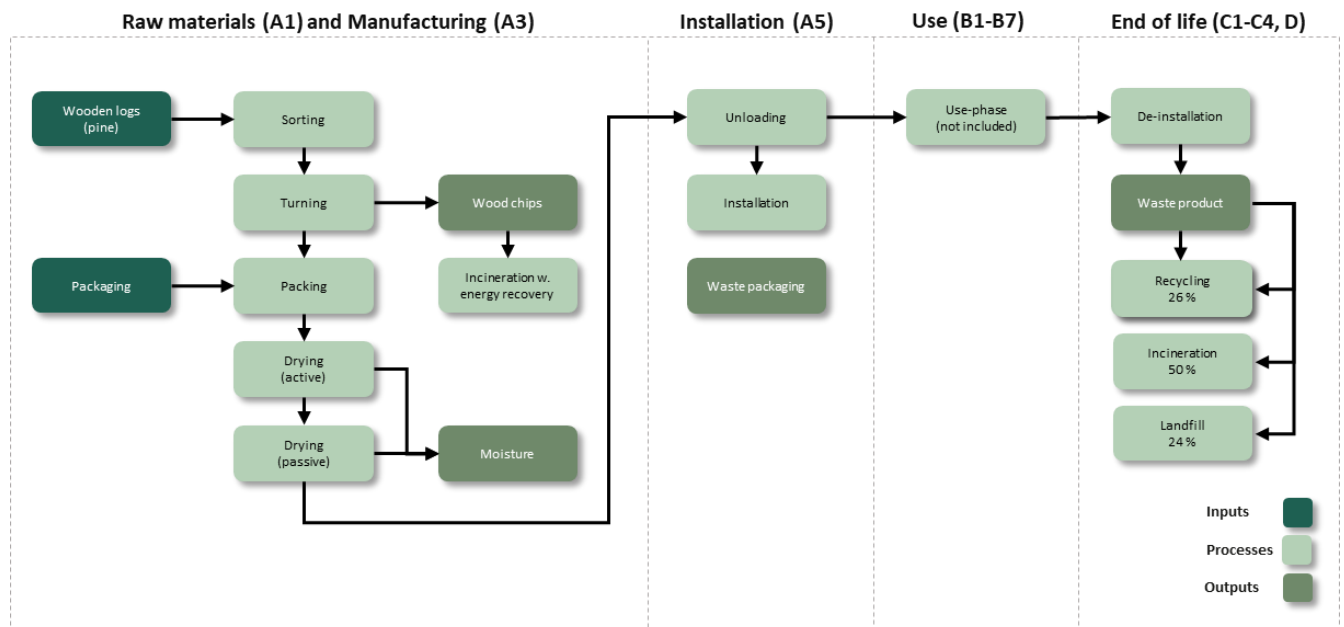 Raw materials (A1) and Manufacturing (A3)
Installation (A5)
Use (B1-B7)
End of life (C1-C4, D)
Wooden logs
(pine)
Sorting
Turning
Wood chips
Packaging
Packing
Incineration w.
energy recovery
Drying
(active)
Drying
(passive)
Moisture
Unloading
Installation
Waste packaging
Use-phase
(not included)
De-installation
Waste product
Recycling
26 %
Incineration
50 %
Landfill
24 %
Inputs
Processes
Outputs